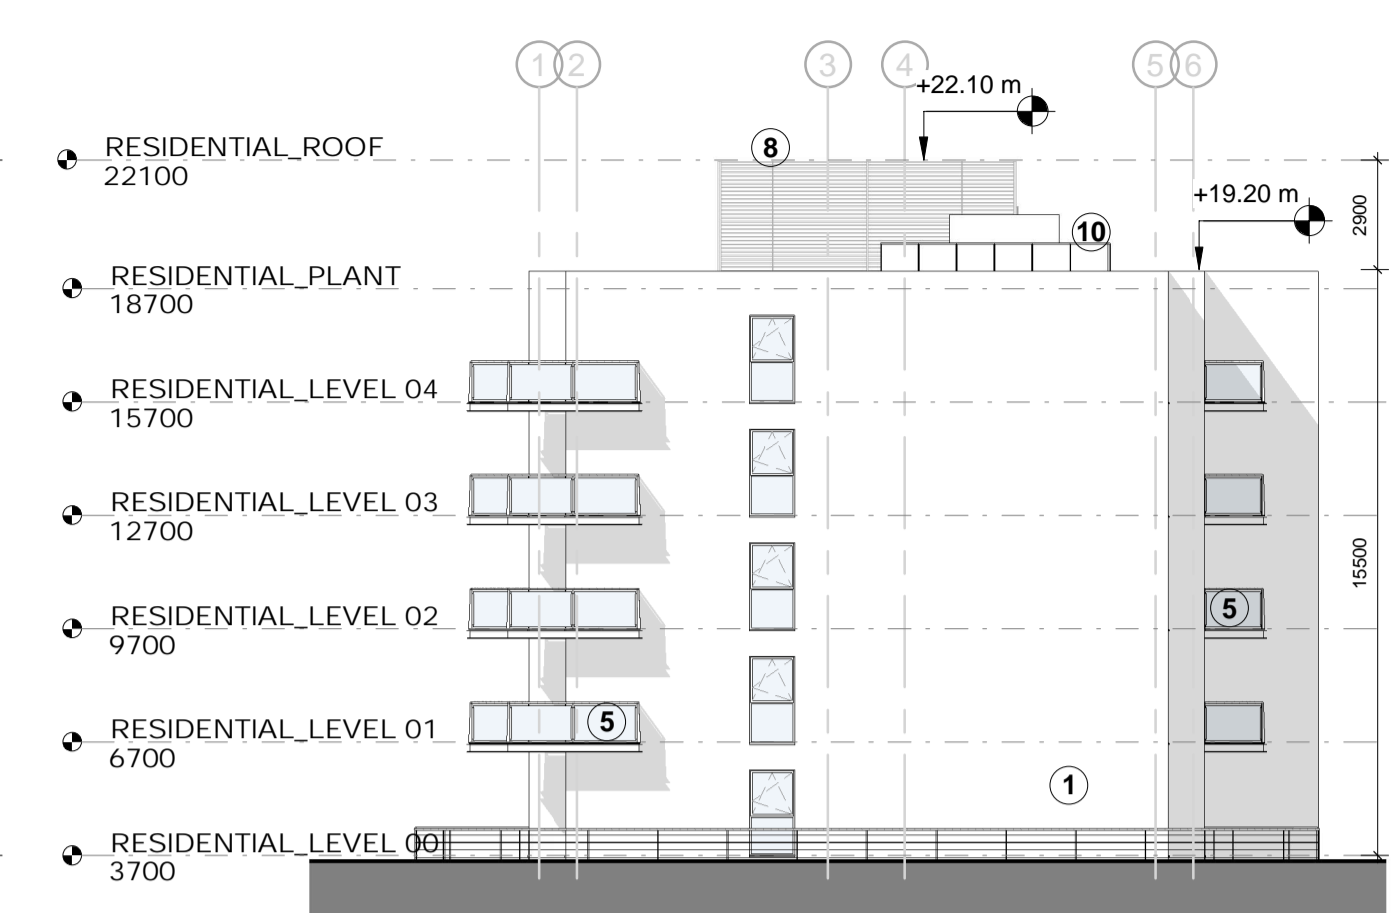 1 2 3 4 5 6
+22.10 m
RESIDENTIAL_ROOF
22100
8
+19.20 m
2900
10
RESIDENTIAL_PLANT
18700
RESIDENTIAL_LEVEL 04
15700
RESIDENTIAL_LEVEL 03
12700
15500
RESIDENTIAL_LEVEL 02
9700
5
RESIDENTIAL_LEVEL 01
6700
5
1
RESIDENTIAL_LEVEL 00
3700